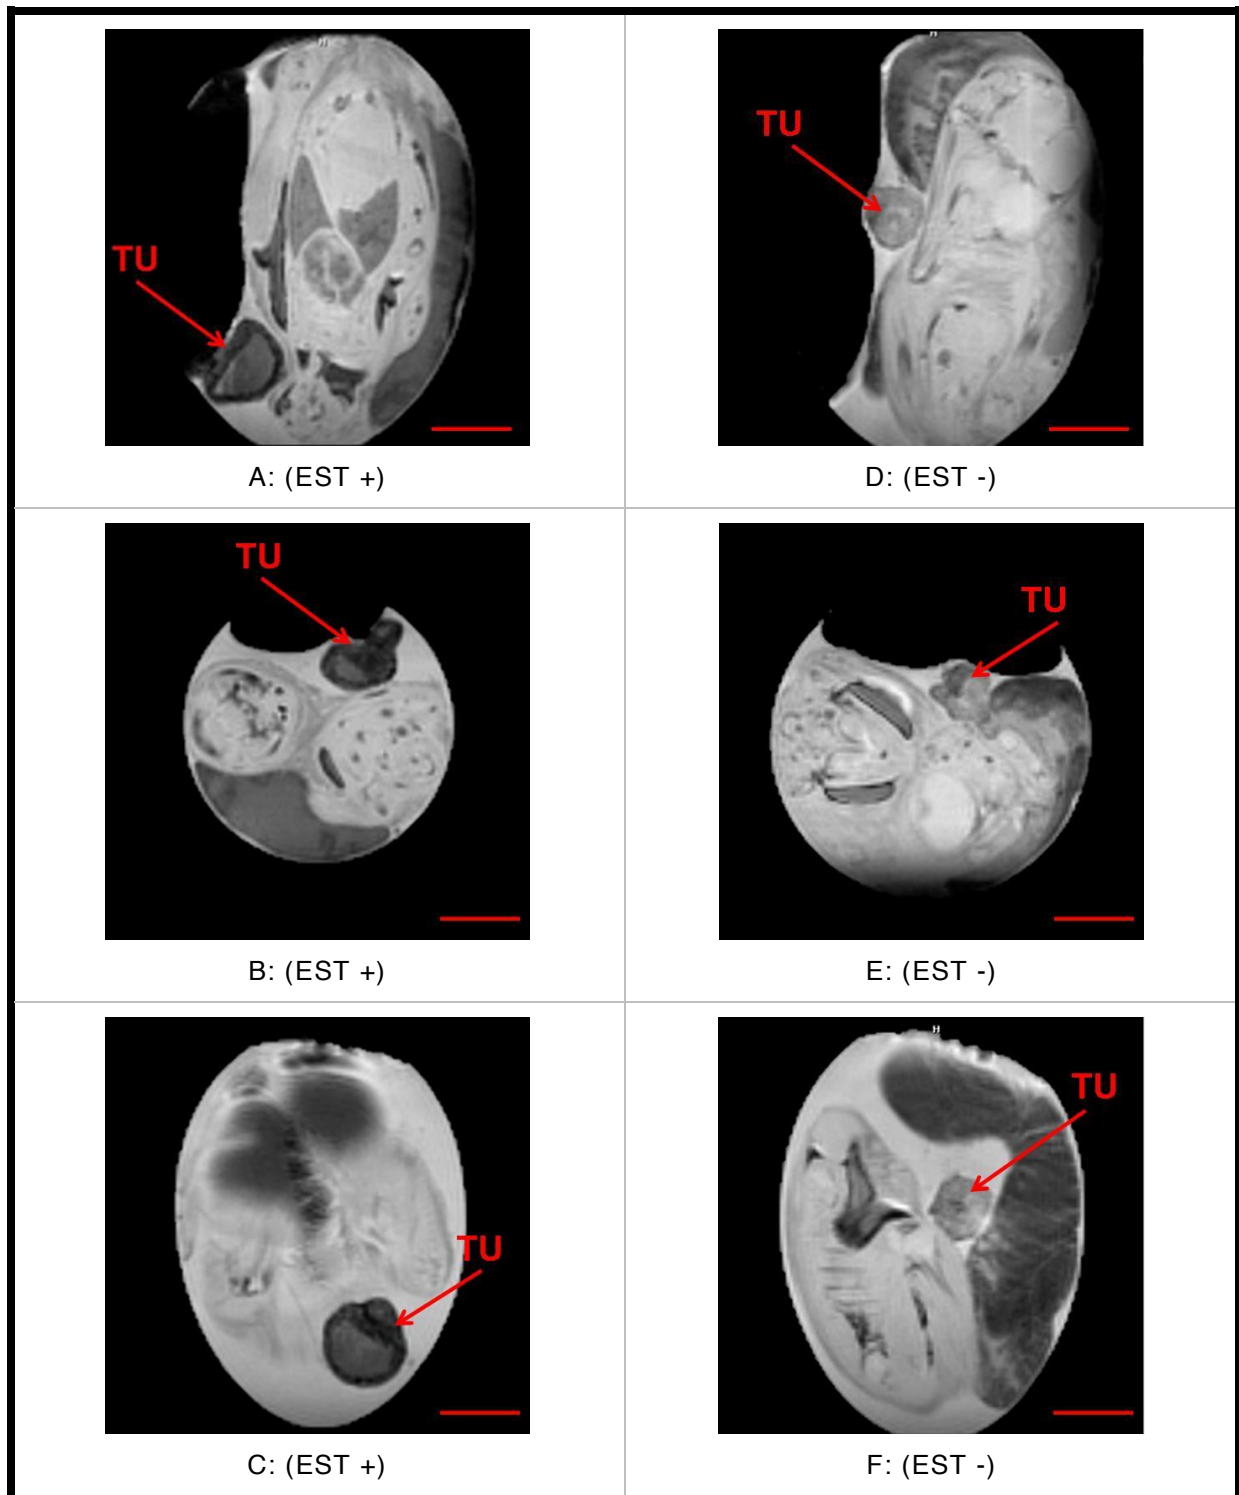 H
TU
A: (EST +)
H
TU
D: (EST -)
TU
B: (EST +)
TU
E: (EST -)
TU
C: (EST +)
H
TU
F: (EST -)